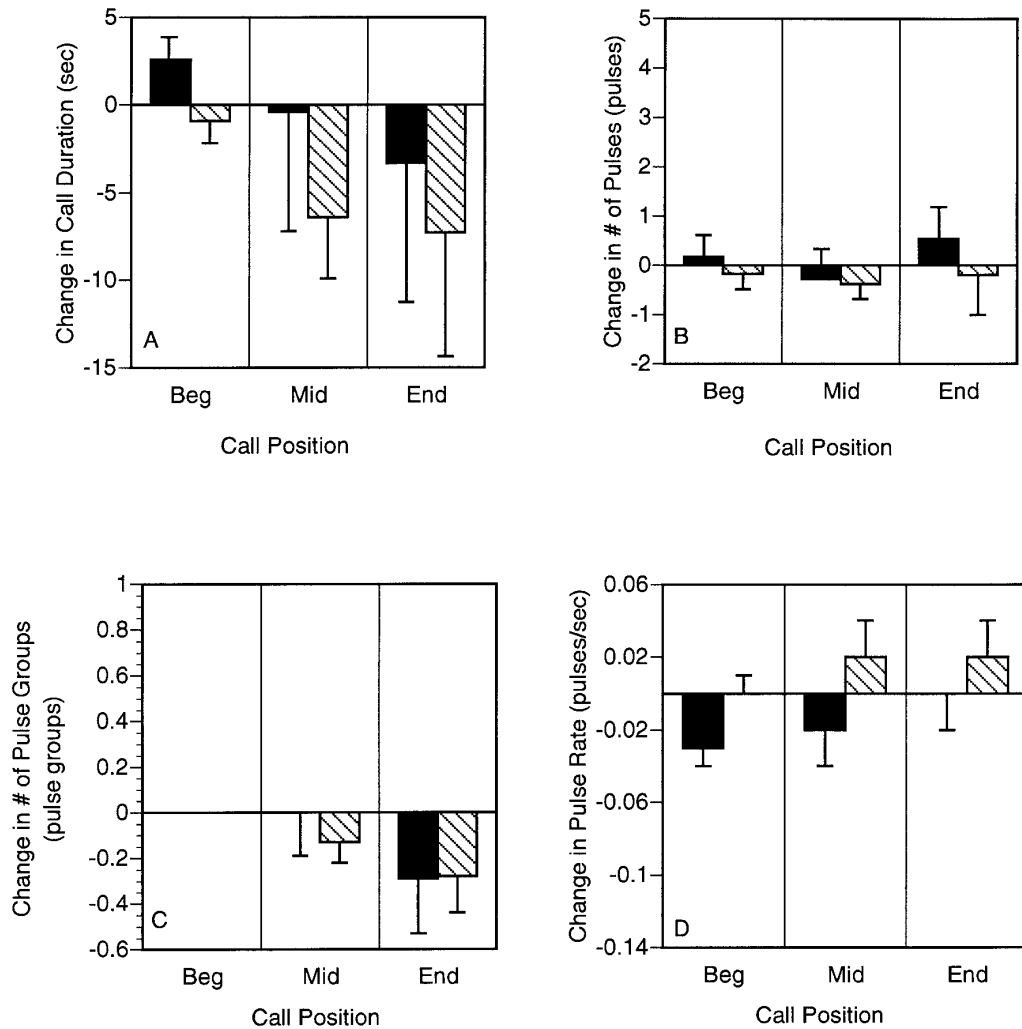 Change in Call Duration (sec)
5
0
-5
-10
-15
A
Beg Mid End
Call Position
Change in # of Pulses (pulses)
5
4
3
2
1
0
-1
-2
B
Beg Mid End
Call Position
Change in # of Pulse Groups
(pulse groups)
1
0.8
0.6
0.4
0.2
0
-0.2
-0.4
-0.6
C
Beg Mid End
Call Position
Change in Pulse Rate (pulses/sec)
0.06
0.02
-0.02
-0.06
-0.1
-0.14
D
Beg Mid End
Call Position